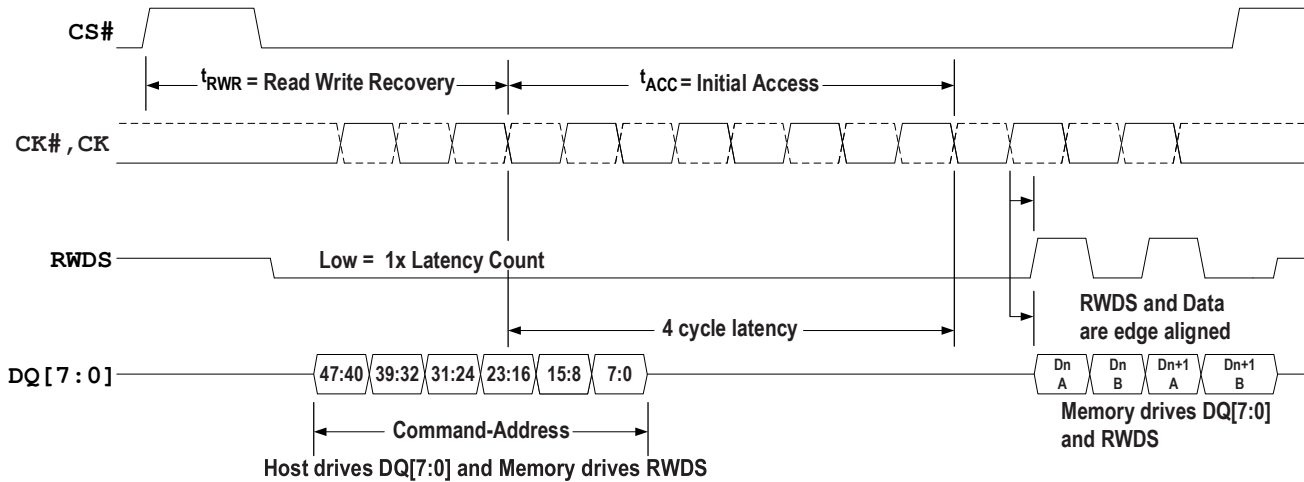 CS#
tRWR = Read Write Recovery
tACC = Initial Access
CK#,CK
RWDS
Low = 1x Latency Count
RWDS and Data
are edge aligned
4 cycle latency
DQ[7:0]
47:40 39:32 31:24 23:16 15:8 7:0
Dn A
Dn B
Dn+1 A
Dn+1 B
Command-Address
Memory drives DQ[7:0]
and RWDS
Host drives DQ[7:0] and Memory drives RWDS